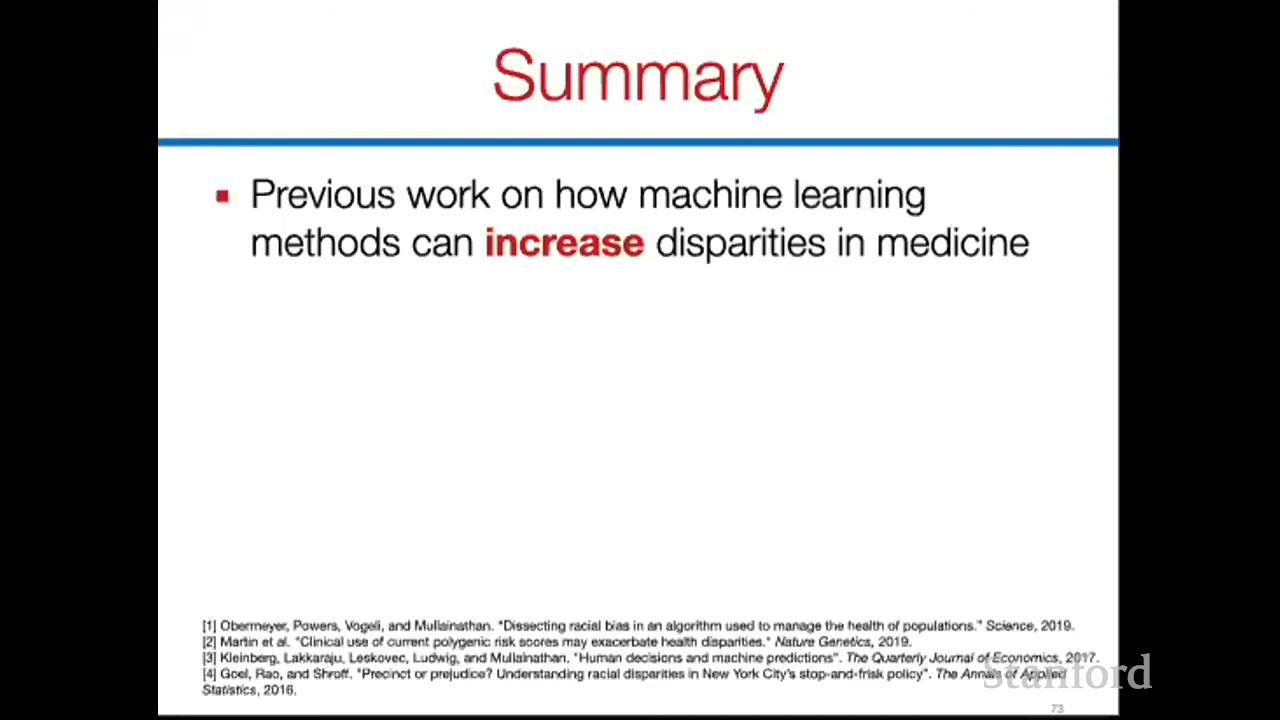 Summary
▪ Previous work on how machine learning
methods can increase disparities in medicine
[1] Obermeyer, Powers, Vogeli, and Mullainathan. "Dissecting racial bias in an algorithm used to manage the health of populations." Science, 2019.
[2] Martin et al. "Clinical use of current polygenic risk scores may exacerbate health disparities." Nature Genetics, 2019.
[3] Kleinberg, Lakkaraju, Leskovec, Ludwig, and Mullainathan. "Human decisions and machine predictions". The Quarterly Journal of Economics, 2017.
[4] Goel, Rao, and Shroff. "Precinct or prejudice? Understanding racial disparities in New York City's stop-and-frisk policy". The Annals of Applied
Statistics, 2016.
Stanford
73